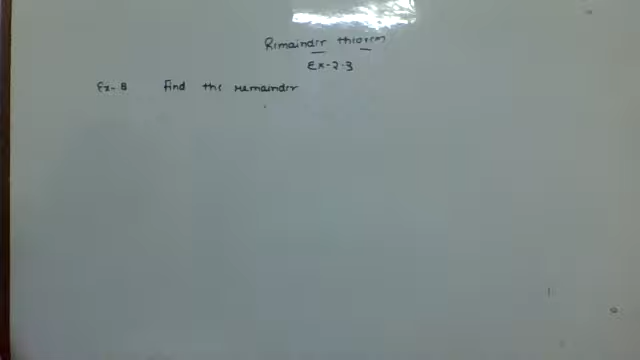 Remainder theorem
Ex-2.3
Ex-8 find the remainder